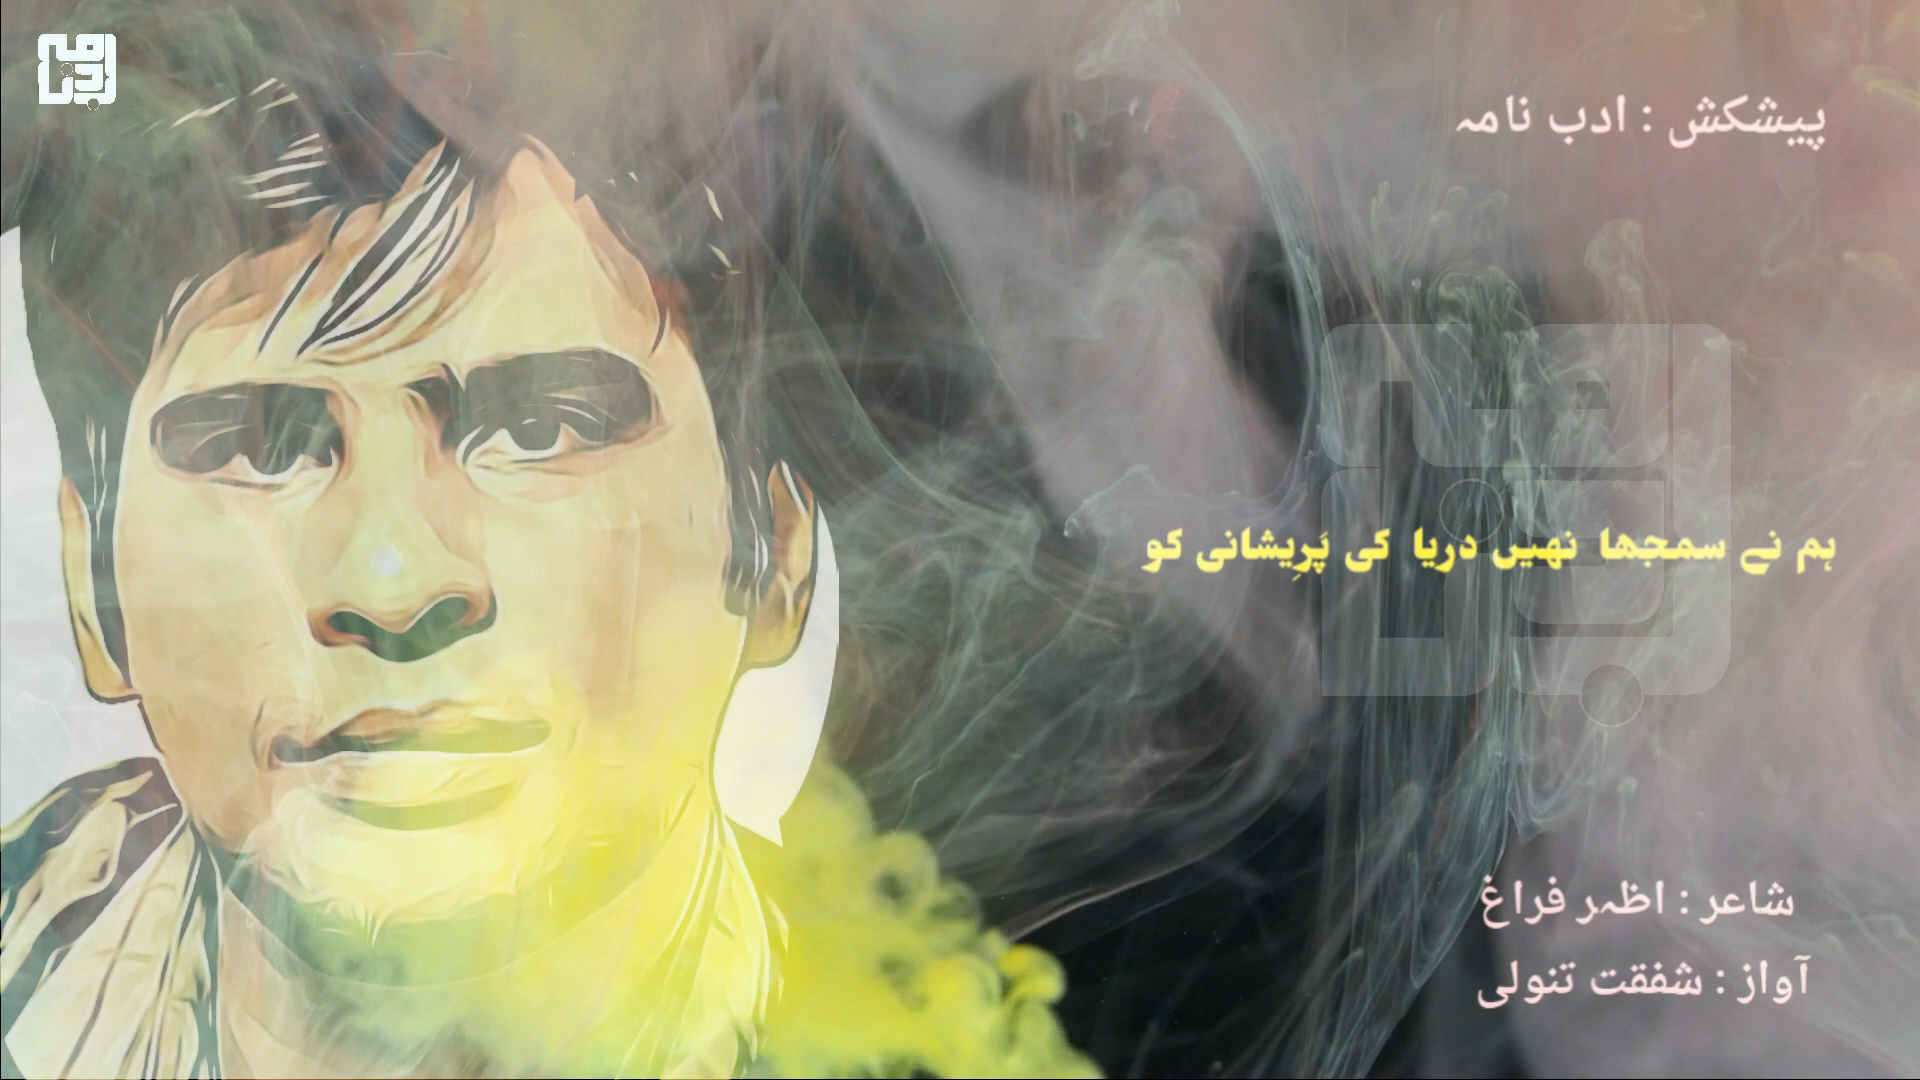 پیشکش : ادب نامہ
ہم نے سمجھا نہیں دریا کی پَرِیشانی کو
شاعر : اظہر فراغ
آواز : شفقت تنولی